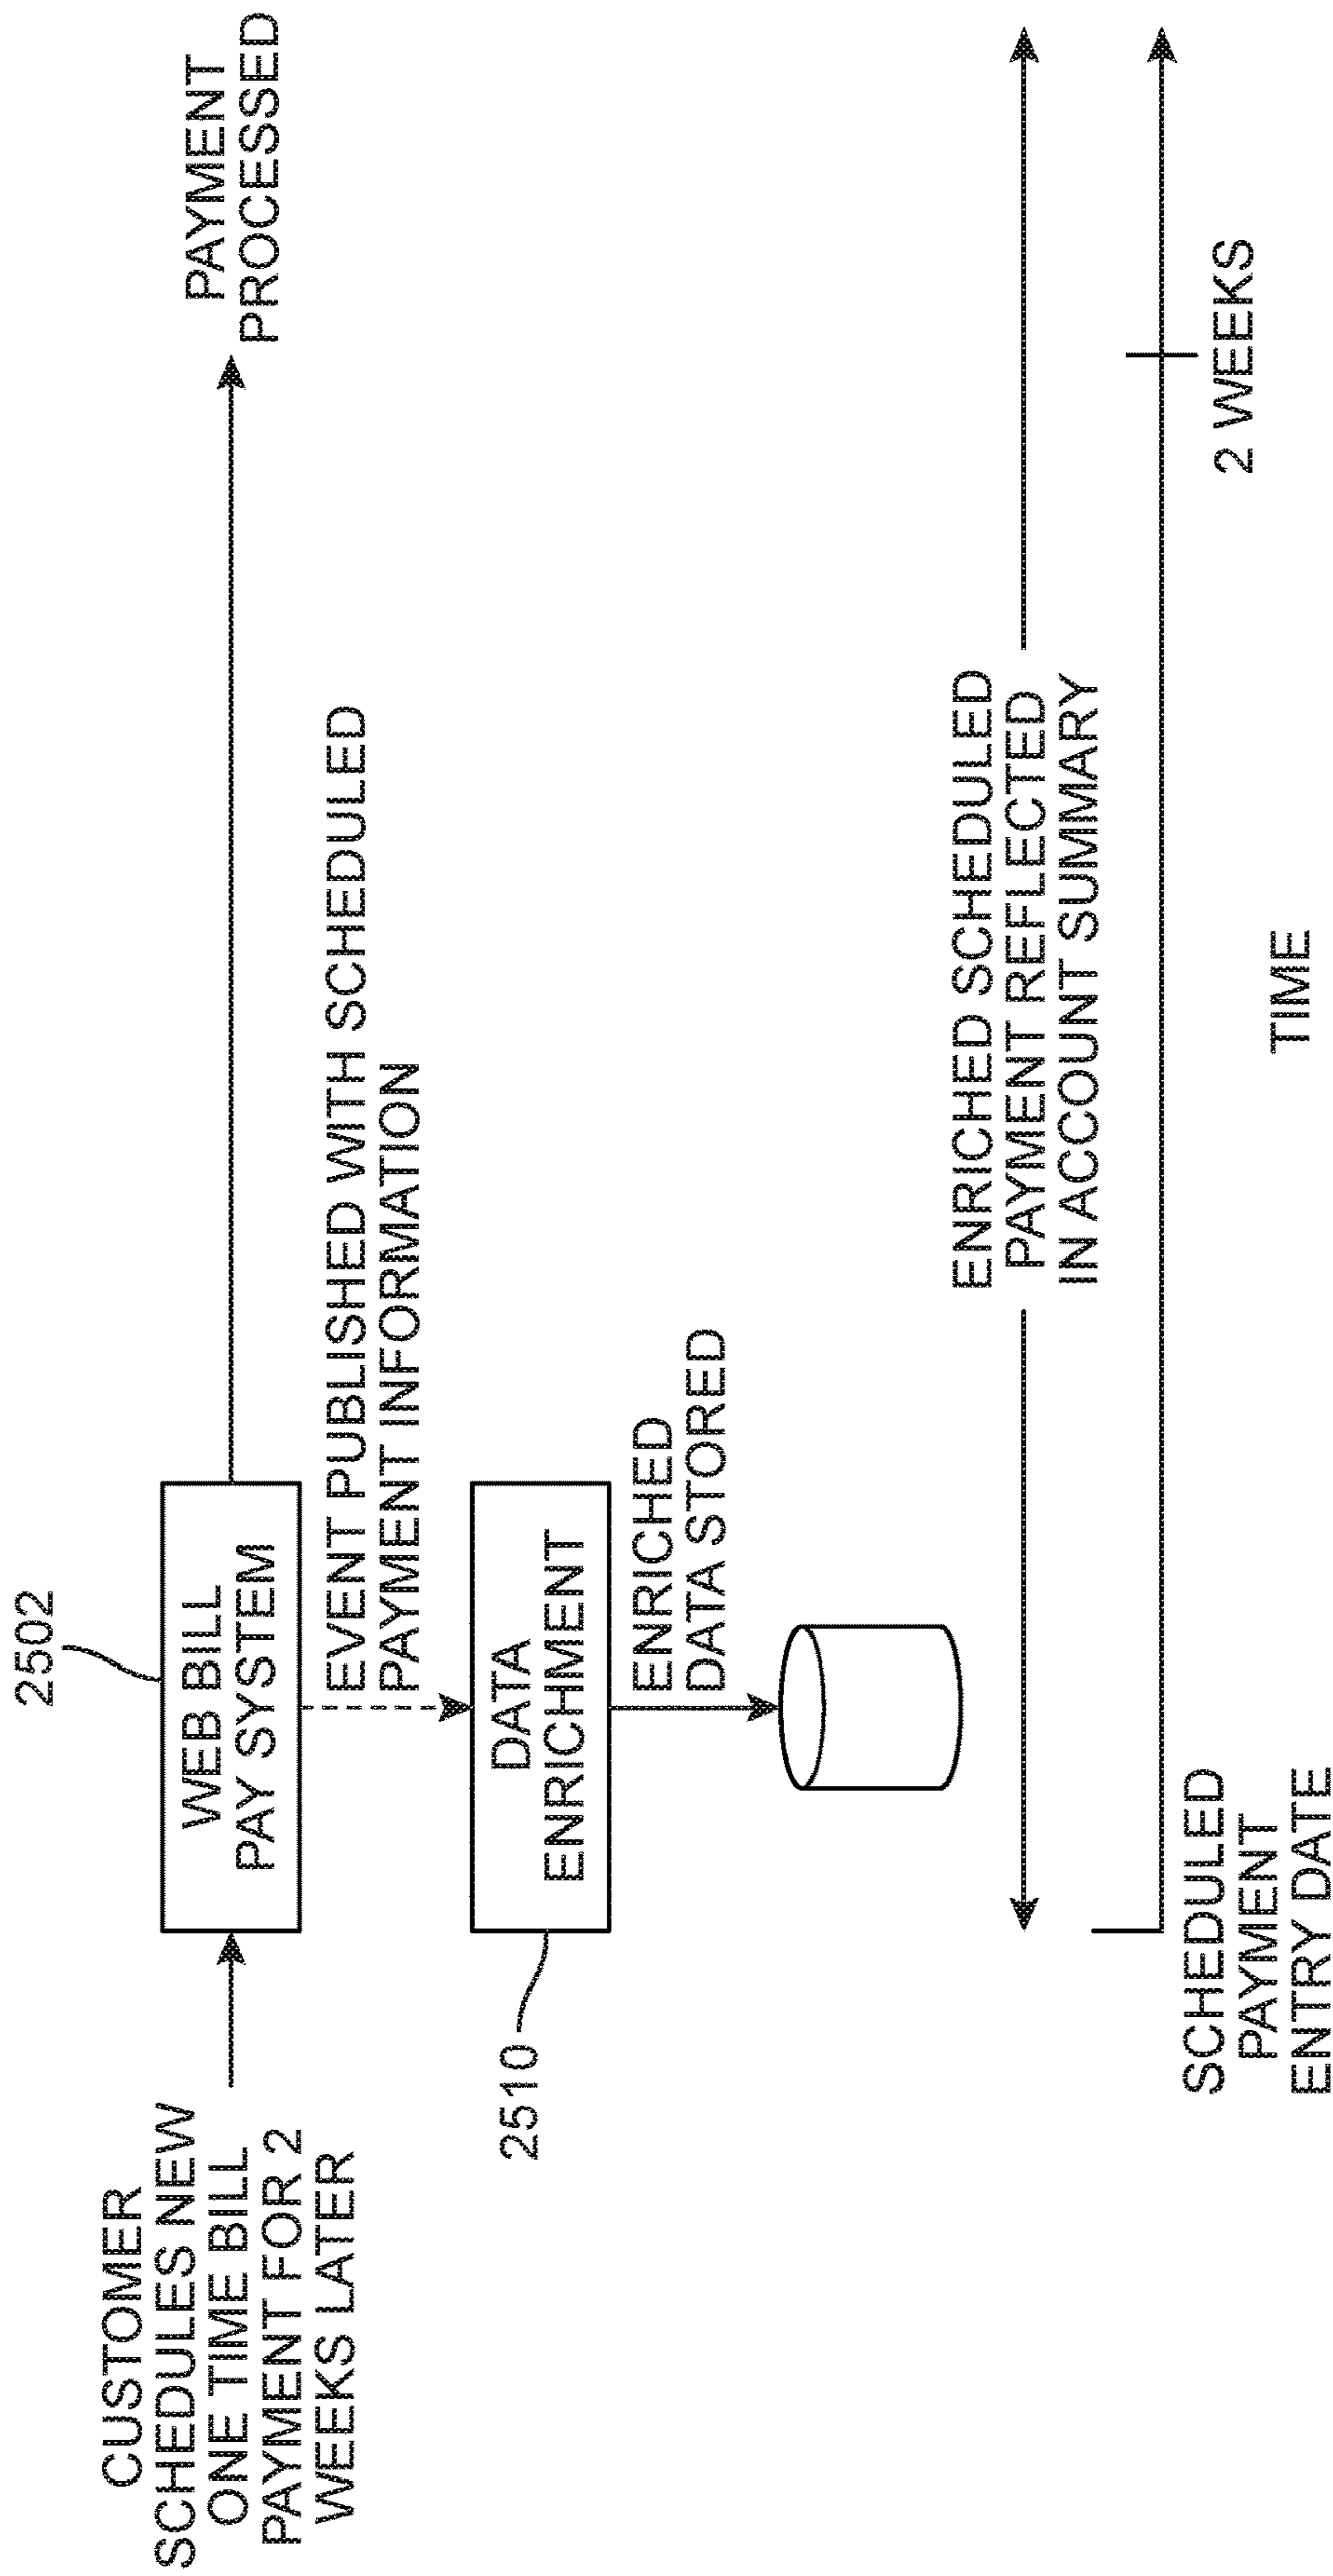 CUSTOMER
SCHEDULES NEW
ONE TIME BILL
PAYMENT FOR 2
WEEKS LATER
2502
WEB BILL
PAY SYSTEM
PAYMENT
PROCESSED
EVENT PUBLISHED WITH SCHEDULED
PAYMENT INFORMATION
2510
DATA
ENRICHMENT
ENRICHED
DATA STORED
ENRICHED SCHEDULED
PAYMENT REFLECTED
IN ACCOUNT SUMMARY
SCHEDULED
PAYMENT
ENTRY DATE
2 WEEKS
TIME